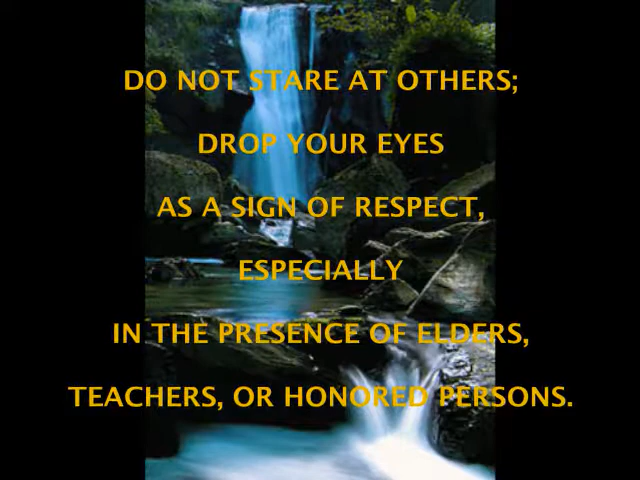 DO NOT STARE AT OTHERS;
DROP YOUR EYES
AS A SIGN OF RESPECT,
ESPECIALLY
IN THE PRESENCE OF ELDERS,
TEACHERS, OR HONORED PERSONS.